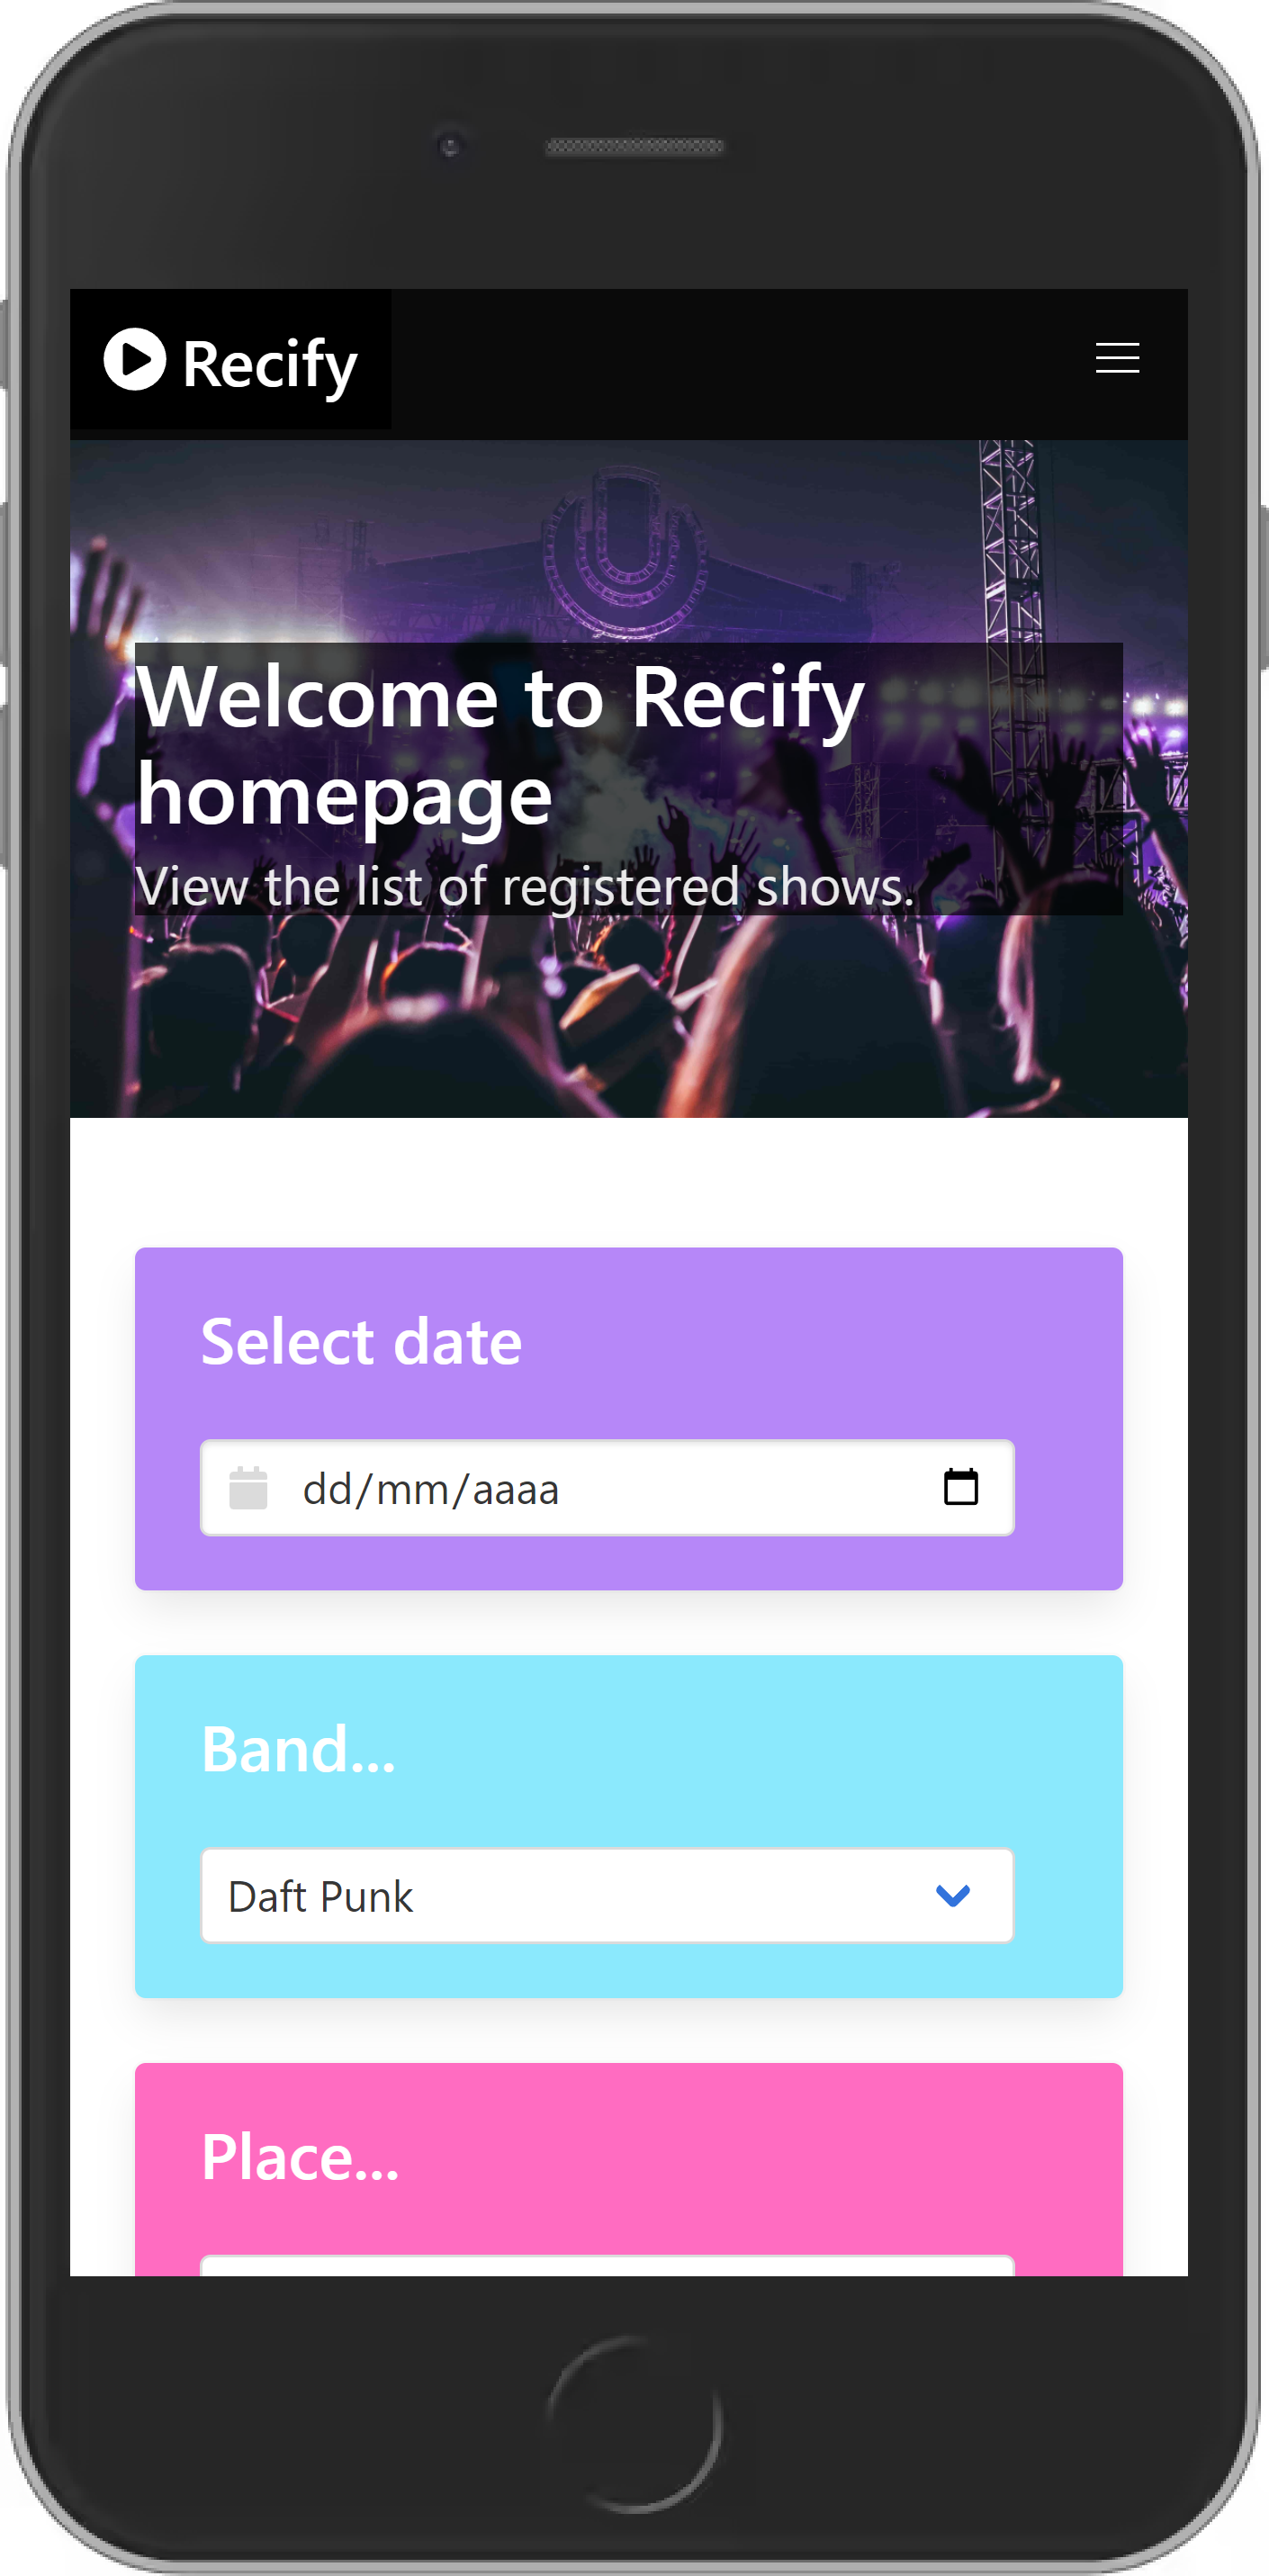 Recify
Welcome to Recify
homepage
View the list of registered shows.
Select date
dd/mm/aaaa
Band...
Daft Punk
Place...